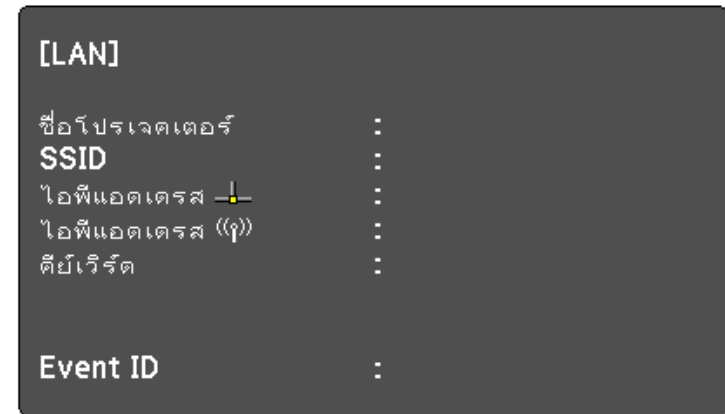 [LAN]
ชื่อโปรเจคเตอร์ :
SSID :
ไอพีแอดเดรส :
ไอพีแอดเดรส :
คีย์เวิร์ด :
Event ID :